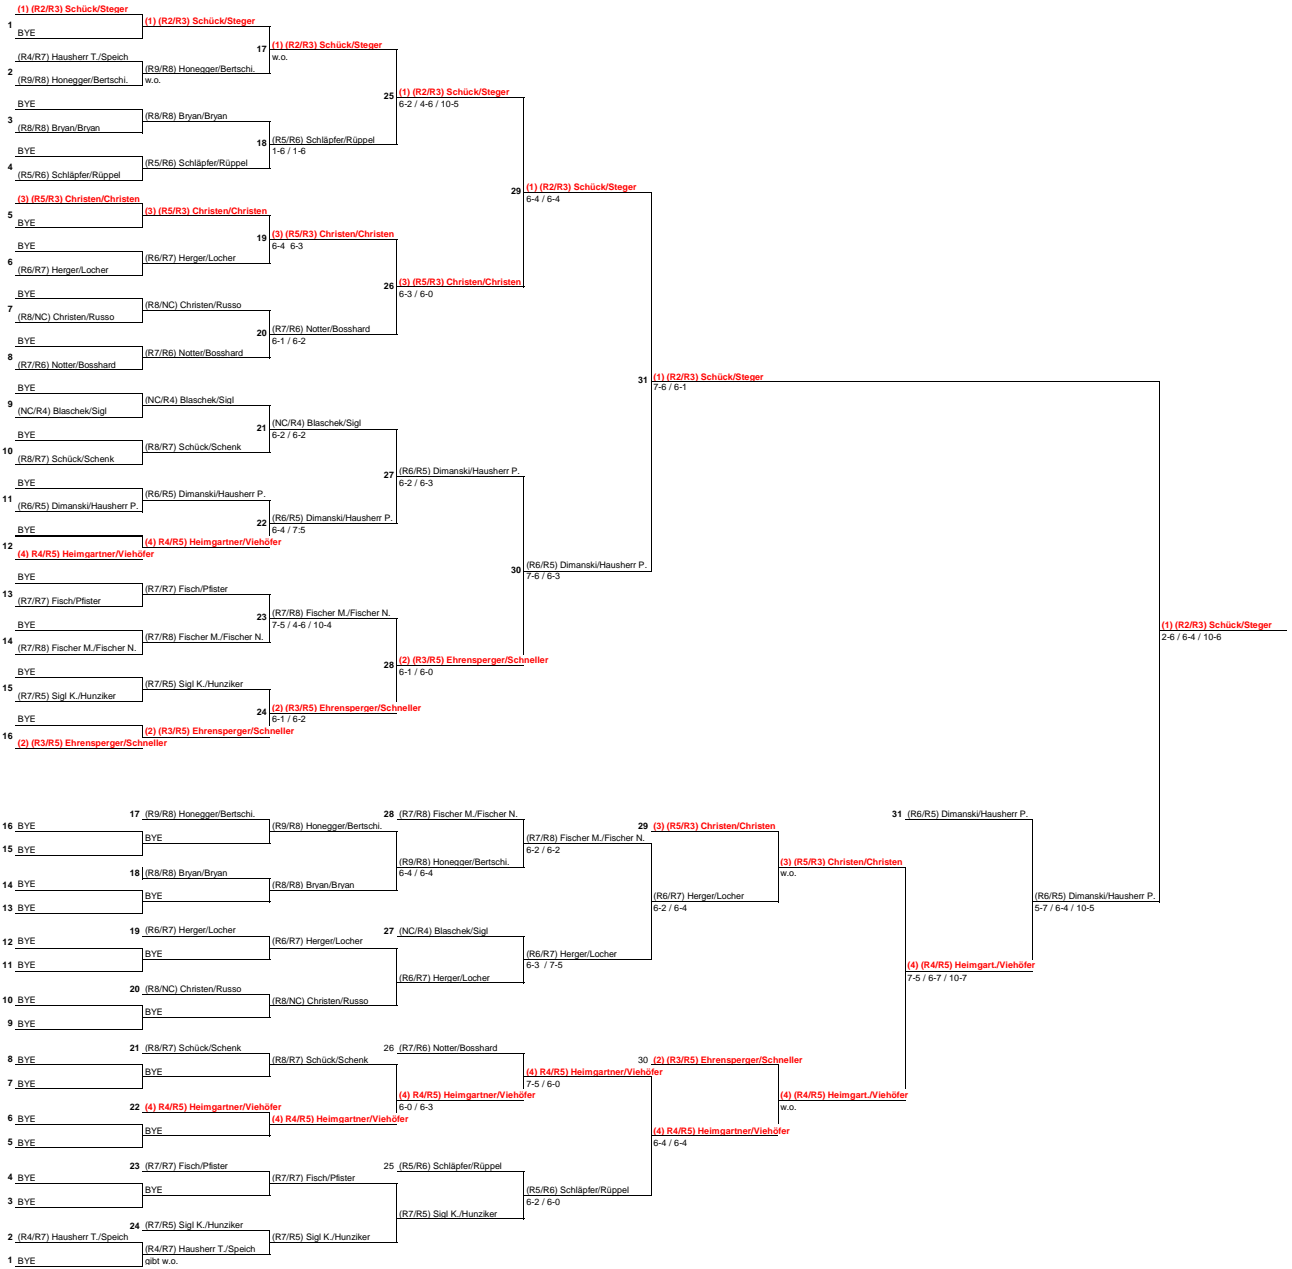 (1) (R2/R3) Schück/Steger
1
BYE
(1) (R2/R3) Schück/Steger
17 (1) (R2/R3) Schück/Steger
w.o.
(R4/R7) Hausherr T./Speich
2
(R9/R8) Honegger/Bertschi.
(R9/R8) Honegger/Bertschi.
w.o.
25 (1) (R2/R3) Schück/Steger
6-2 / 4-6 / 10-5
BYE
3
(R8/R8) Bryan/Bryan
(R8/R8) Bryan/Bryan
18 (R5/R6) Schläpfer/Rüppel
1-6 / 1-6
BYE
4
(R5/R6) Schläpfer/Rüppel
(R5/R6) Schläpfer/Rüppel
29 (1) (R2/R3) Schück/Steger
6-4 / 6-4
(3) (R5/R3) Christen/Christen
5
BYE
(3) (R5/R3) Christen/Christen
19 (3) (R5/R3) Christen/Christen
6-4 6-3
BYE
6
(R6/R7) Herger/Locher
(R6/R7) Herger/Locher
26 (3) (R5/R3) Christen/Christen
6-3 / 6-0
BYE
7
(R8/NC) Christen/Russo
(R8/NC) Christen/Russo
20 (R7/R6) Notter/Bosshard
6-1 / 6-2
BYE
8
(R7/R6) Notter/Bosshard
(R7/R6) Notter/Bosshard
31 (1) (R2/R3) Schück/Steger
7-6 / 6-1
BYE
9
(NC/R4) Blaschek/Sigl
(NC/R4) Blaschek/Sigl
21 (NC/R4) Blaschek/Sigl
6-2 / 6-2
BYE
10
(R8/R7) Schück/Schenk
(R8/R7) Schück/Schenk
27 (R6/R5) Dimanski/Hausherr P.
6-2 / 6-3
BYE
11
(R6/R5) Dimanski/Hausherr P.
(R6/R5) Dimanski/Hausherr P.
22 (R6/R5) Dimanski/Hausherr P.
6-4 / 7:5
BYE
12
(4) R4/R5) Heimgartner/Viehöfer
(4) R4/R5) Heimgartner/Viehöfer
30 (R6/R5) Dimanski/Hausherr P.
7-6 / 6-3
BYE
13
(R7/R7) Fisch/Pfister
(R7/R7) Fisch/Pfister
23 (R7/R8) Fischer M./Fischer N.
7-5 / 4-6 / 10-4
BYE
14
(R7/R8) Fischer M./Fischer N.
(R7/R8) Fischer M./Fischer N.
28 (2) (R3/R5) Ehrensperger/Schneller
6-1 / 6-0
(1) (R2/R3) Schück/Steger
2-6 / 6-4 / 10-6
BYE
15
(R7/R5) Sigl K./Hunziker
(R7/R5) Sigl K./Hunziker
24 (2) (R3/R5) Ehrensperger/Schneller
6-1 / 6-2
BYE
16
(2) (R3/R5) Ehrensperger/Schneller
(2) (R3/R5) Ehrensperger/Schneller
17 (R9/R8) Honegger/Bertschi.
28 (R7/R8) Fischer M./Fischer N.
31 (R6/R5) Dimanski/Hausherr P.
16 BYE
(R9/R8) Honegger/Bertschi.
29 (3) (R5/R3) Christen/Christen
BYE
(R7/R8) Fischer M./Fischer N.
6-2 / 6-2
15 BYE
(R9/R8) Honegger/Bertschi.
6-4 / 6-4
(3) (R5/R3) Christen/Christen
w.o.
18 (R8/R8) Bryan/Bryan
14 BYE
(R8/R8) Bryan/Bryan
BYE
(R6/R7) Herger/Locher
6-2 / 6-4
(R6/R5) Dimanski/Hausherr P.
5-7 / 6-4 / 10-5
13 BYE
19 (R6/R7) Herger/Locher
27 (NC/R4) Blaschek/Sigl
12 BYE
(R6/R7) Herger/Locher
BYE
(R6/R7) Herger/Locher
6-3 / 7-5
11 BYE
(4) (R4/R5) Heimgart./Viehöfer
7-5 / 6-7 / 10-7
(R6/R7) Herger/Locher
20 (R8/NC) Christen/Russo
10 BYE
(R8/NC) Christen/Russo
BYE
9 BYE
21 (R8/R7) Schück/Schenk
26 (R7/R6) Notter/Bosshard
8 BYE
(R8/R7) Schück/Schenk
30 (2) (R3/R5) Ehrensperger/Schneller
BYE
(4) R4/R5) Heimgartner/Viehöfer
7-5 / 6-0
7 BYE
(4) R4/R5) Heimgartner/Viehöfer
6-0 / 6-3
(4) (R4/R5) Heimgart./Viehöfer
w.o.
22 (4) R4/R5) Heimgartner/Viehöfer
6 BYE
(4) R4/R5) Heimgartner/Viehöfer
BYE
(4) R4/R5) Heimgartner/Viehöfer
6-4 / 6-4
5 BYE
23 (R7/R7) Fisch/Pfister
25 (R5/R6) Schläpfer/Rüppel
4 BYE
(R7/R7) Fisch/Pfister
BYE
(R5/R6) Schläpfer/Rüppel
6-2 / 6-0
3 BYE
(R7/R5) Sigl K./Hunziker
24 (R7/R5) Sigl K./Hunziker
2 (R4/R7) Hausherr T./Speich
(R7/R5) Sigl K./Hunziker
(R4/R7) Hausherr T./Speich
gibt w.o.
1 BYE